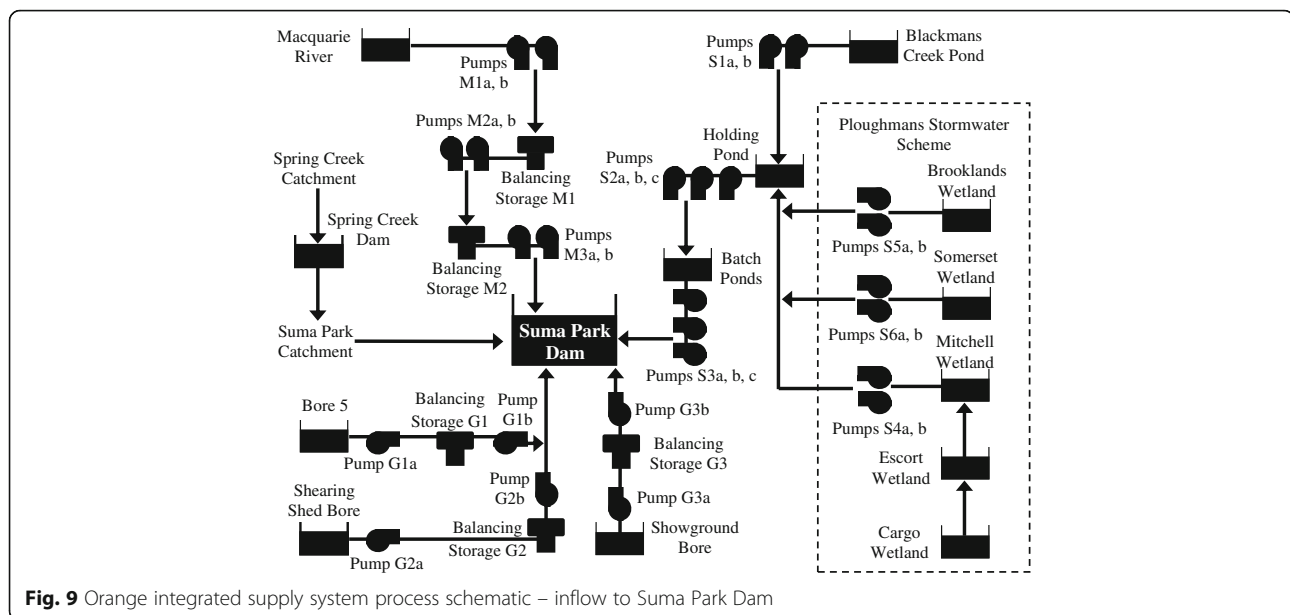 Macquarie
River
Pumps
M1a, b
Pumps
S1a, b
Blackmans
Creek Pond
Pumps M2a, b
Balancing
Storage M1
Holding
Pond
Pumps
S2a, b, c
Ploughmans Stormwater
Scheme
Brooklands
Wetland
Pumps S5a, b
Spring Creek
Catchment
Spring Creek
Dam
Balancing
Storage M2
Pumps
M3a, b
Batch
Ponds
Somerset
Wetland
Pumps S6a, b
Suma Park
Catchment
Suma Park
Dam
Pumps S3a, b, c
Mitchell
Wetland
Pumps S4a, b
Bore 5
Pump G1a
Balancing
Storage G1
Pump
G1b
Pump G3b
Balancing
Storage G3
Pump G3a
Showground
Bore
Escort
Wetland
Shearing
Shed Bore
Pump G2a
Balancing
Storage G2
Pump
G2b
Cargo
Wetland
Fig. 9 Orange integrated supply system process schematic – inflow to Suma Park Dam